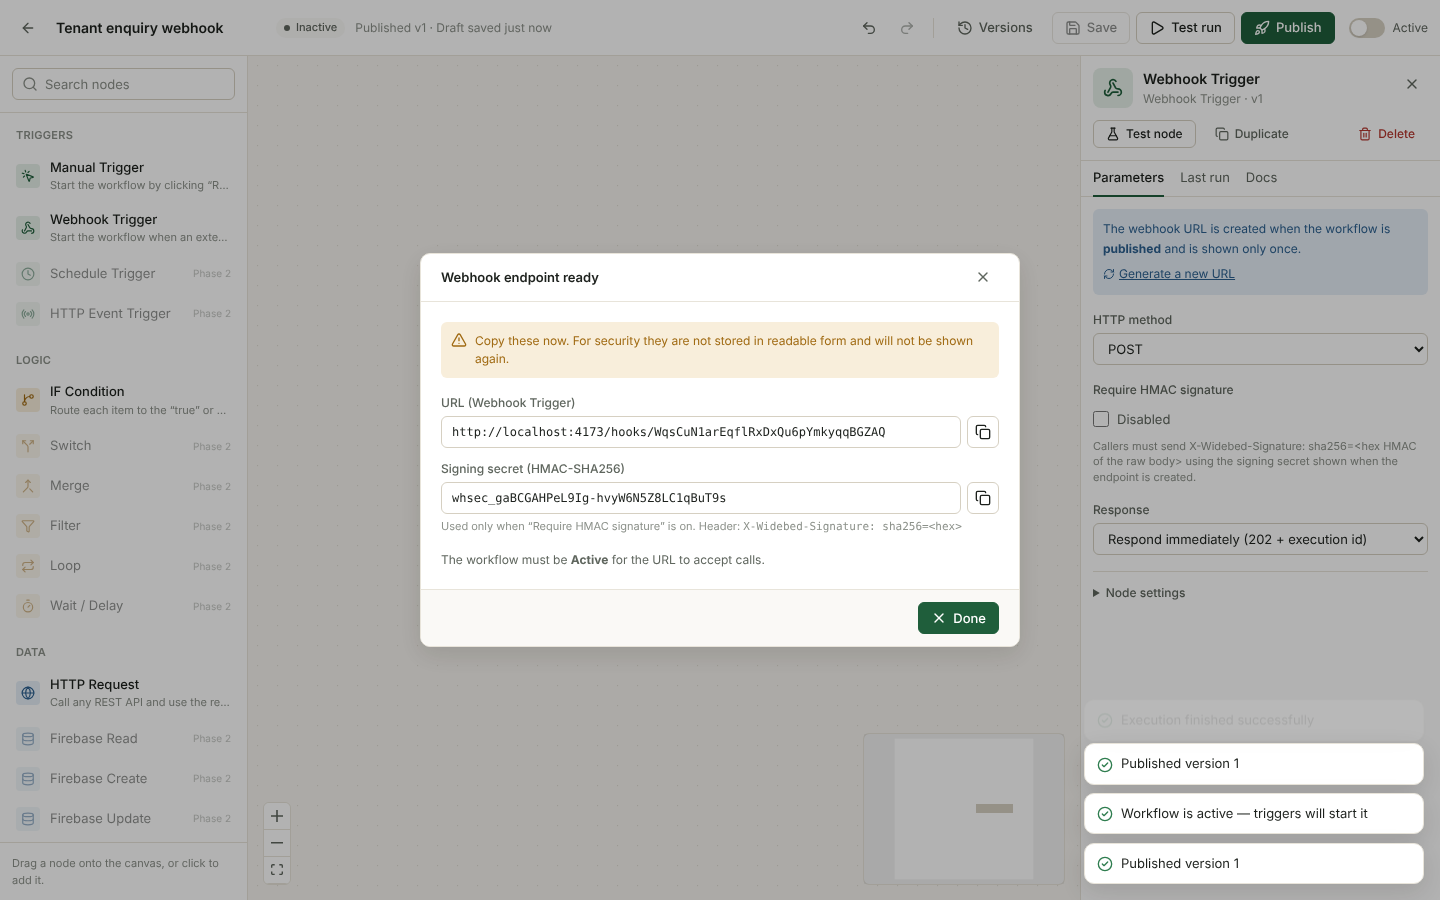 Tenant enquiry webhook
Inactive
Published v1 · Draft saved just now
Versions
Save
Test run
Publish
Active
Search nodes
TRIGGERS
Manual Trigger
Start the workflow by clicking “R...
Webhook Trigger
Start the workflow when an exte...
Schedule Trigger
Phase 2
HTTP Event Trigger
Phase 2
LOGIC
IF Condition
Route each item to the “true” or ...
Switch
Phase 2
Merge
Phase 2
Filter
Phase 2
Loop
Phase 2
Wait / Delay
Phase 2
DATA
HTTP Request
Call any REST API and use the re...
Firebase Read
Phase 2
Firebase Create
Phase 2
Firebase Update
Phase 2
Drag a node onto the canvas, or click to
add it.
Webhook endpoint ready
Copy these now. For security they are not stored in readable form and will not be shown
again.
URL (Webhook Trigger)
http://localhost:4173/hooks/WqsCuN1arEqflRxDxQu6pYmkyqqBGZAQ
Signing secret (HMAC-SHA256)
whsec_gaBCGAHPeL9Ig-hvyW6N5Z8LC1qBuT9s
Used only when “Require HMAC signature” is on. Header: X-Widebed-Signature: sha256=<hex>
The workflow must be Active for the URL to accept calls.
Done
Webhook Trigger
Webhook Trigger · v1
Test node
Duplicate
Delete
Parameters
Last run
Docs
The webhook URL is created when the workflow is
published and is shown only once.
Generate a new URL
HTTP method
POST
Require HMAC signature
Disabled
Callers must send X-Widebed-Signature: sha256=<hex HMAC
of the raw body> using the signing secret shown when the
endpoint is created.
Response
Respond immediately (202 + execution id)
Node settings
Execution finished successfully
Published version 1
Workflow is active — triggers will start it
Published version 1